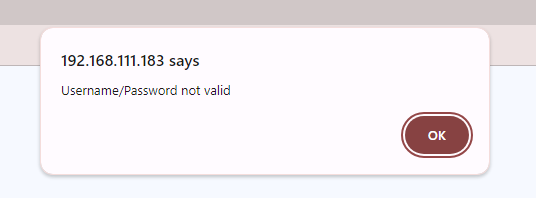 192.168.111.183 says
Username/Password not valid
OK